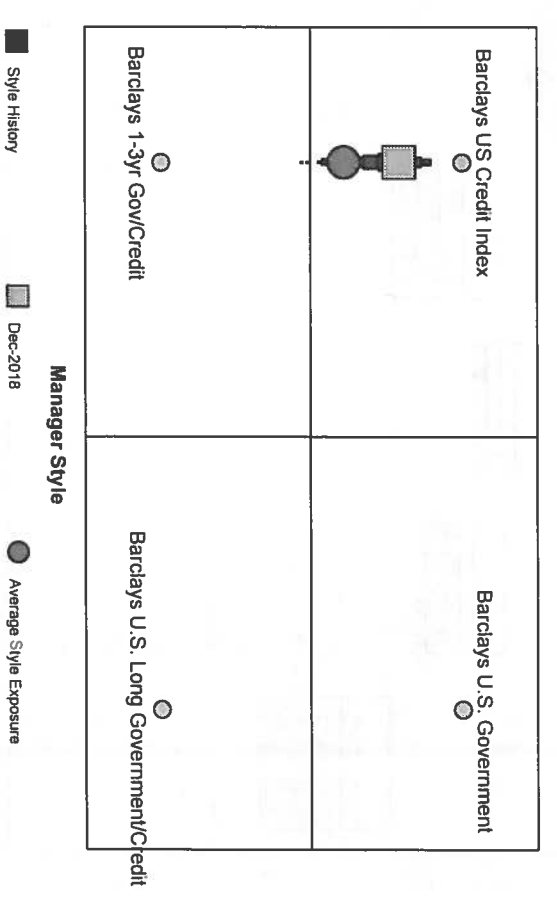 Barclays US Credit Index
Barclays U.S. Government
Barclays 1-3yr Gov/Credit
Barclays U.S. Long Government/Credit
Manager Style
Style History
Dec-2018
Average Style Exposure